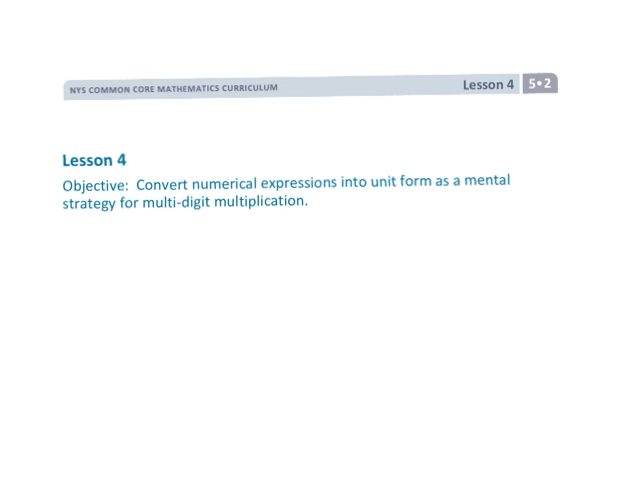 NYS COMMON CORE MATHEMATICS CURRICULUM Lesson 4 5•2
Lesson 4
Objective: Convert numerical expressions into unit form as a mental
strategy for multi-digit multiplication.